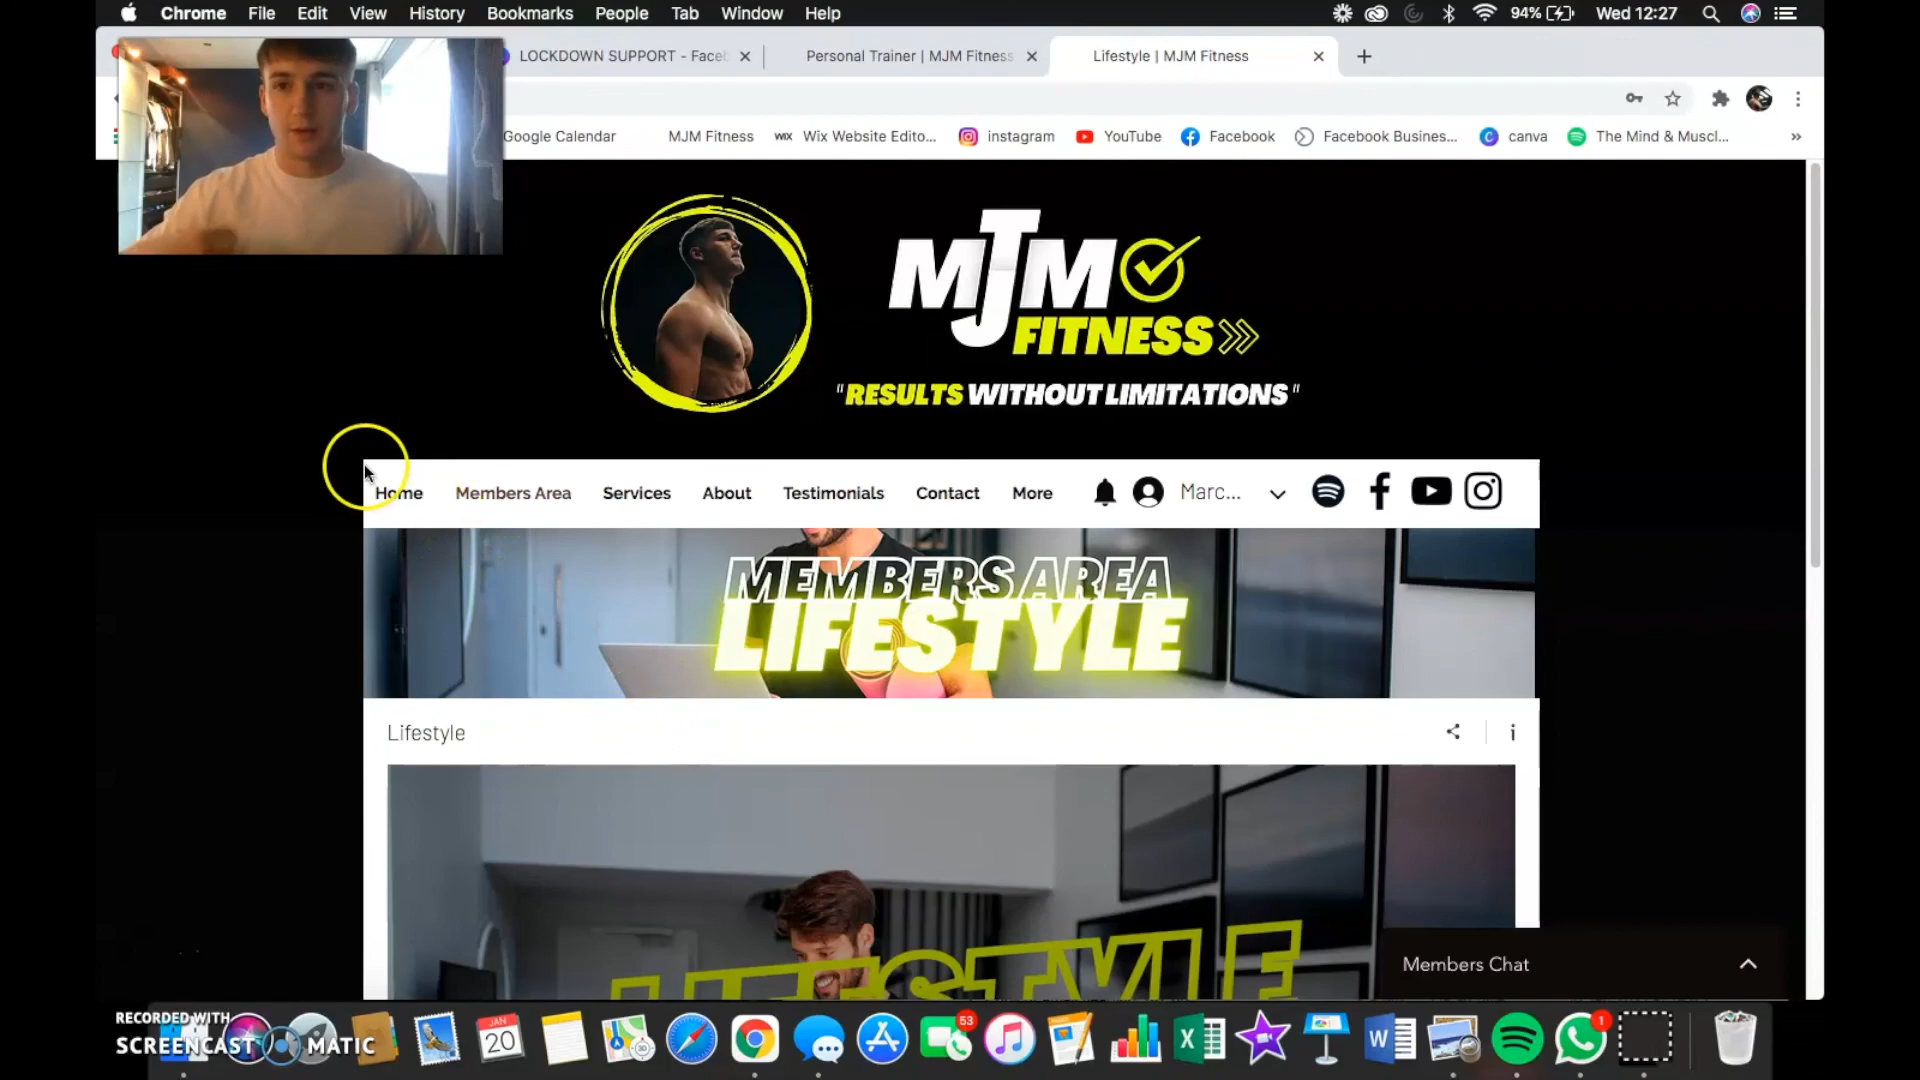 Chrome File Edit View History Bookmarks People Tab Window Help 94% Wed 12:27
LOCKDOWN SUPPORT - Face
Personal Trainer | MJM Fitness
Lifestyle | MJM Fitness
Google Calendar MJM Fitness WIX Wix Website Edito... instagram YouTube Facebook Facebook Busines... canva The Mind & Muscl...
MJM
FITNESS
"RESULTS WITHOUT LIMITATIONS"
Home Members Area Services About Testimonials Contact More Marc...
MEMBERS AREA
LIFESTYLE
Lifestyle
LIFESTYLE
Members Chat
RECORDED WITH
SCREENCAST MATIC
JAN
20
53
1